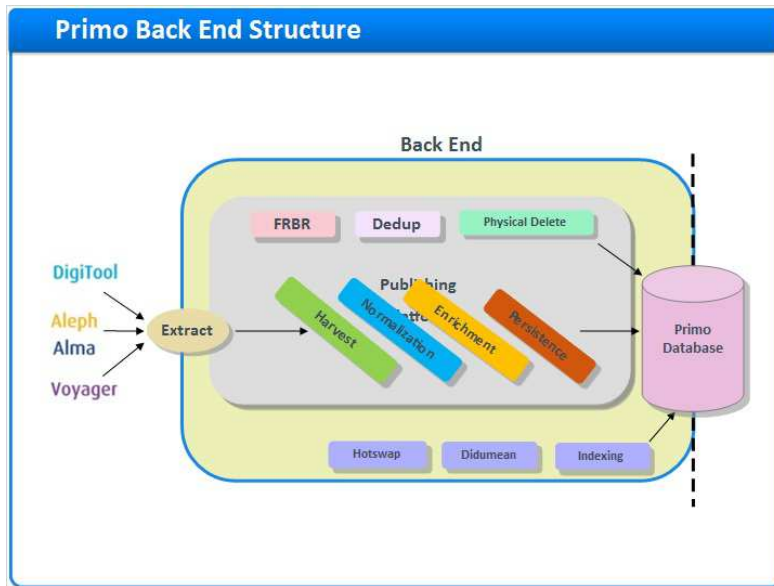 Primo Back End Structure
Back End
FRBR
Dedup
Physical Delete
DigiTool
Aleph
Alma
Voyager
Extract
Publishing
Harvest
Normalization
Enrichment
Persistence
Primo
Database
Hotswap
Didumean
Indexing